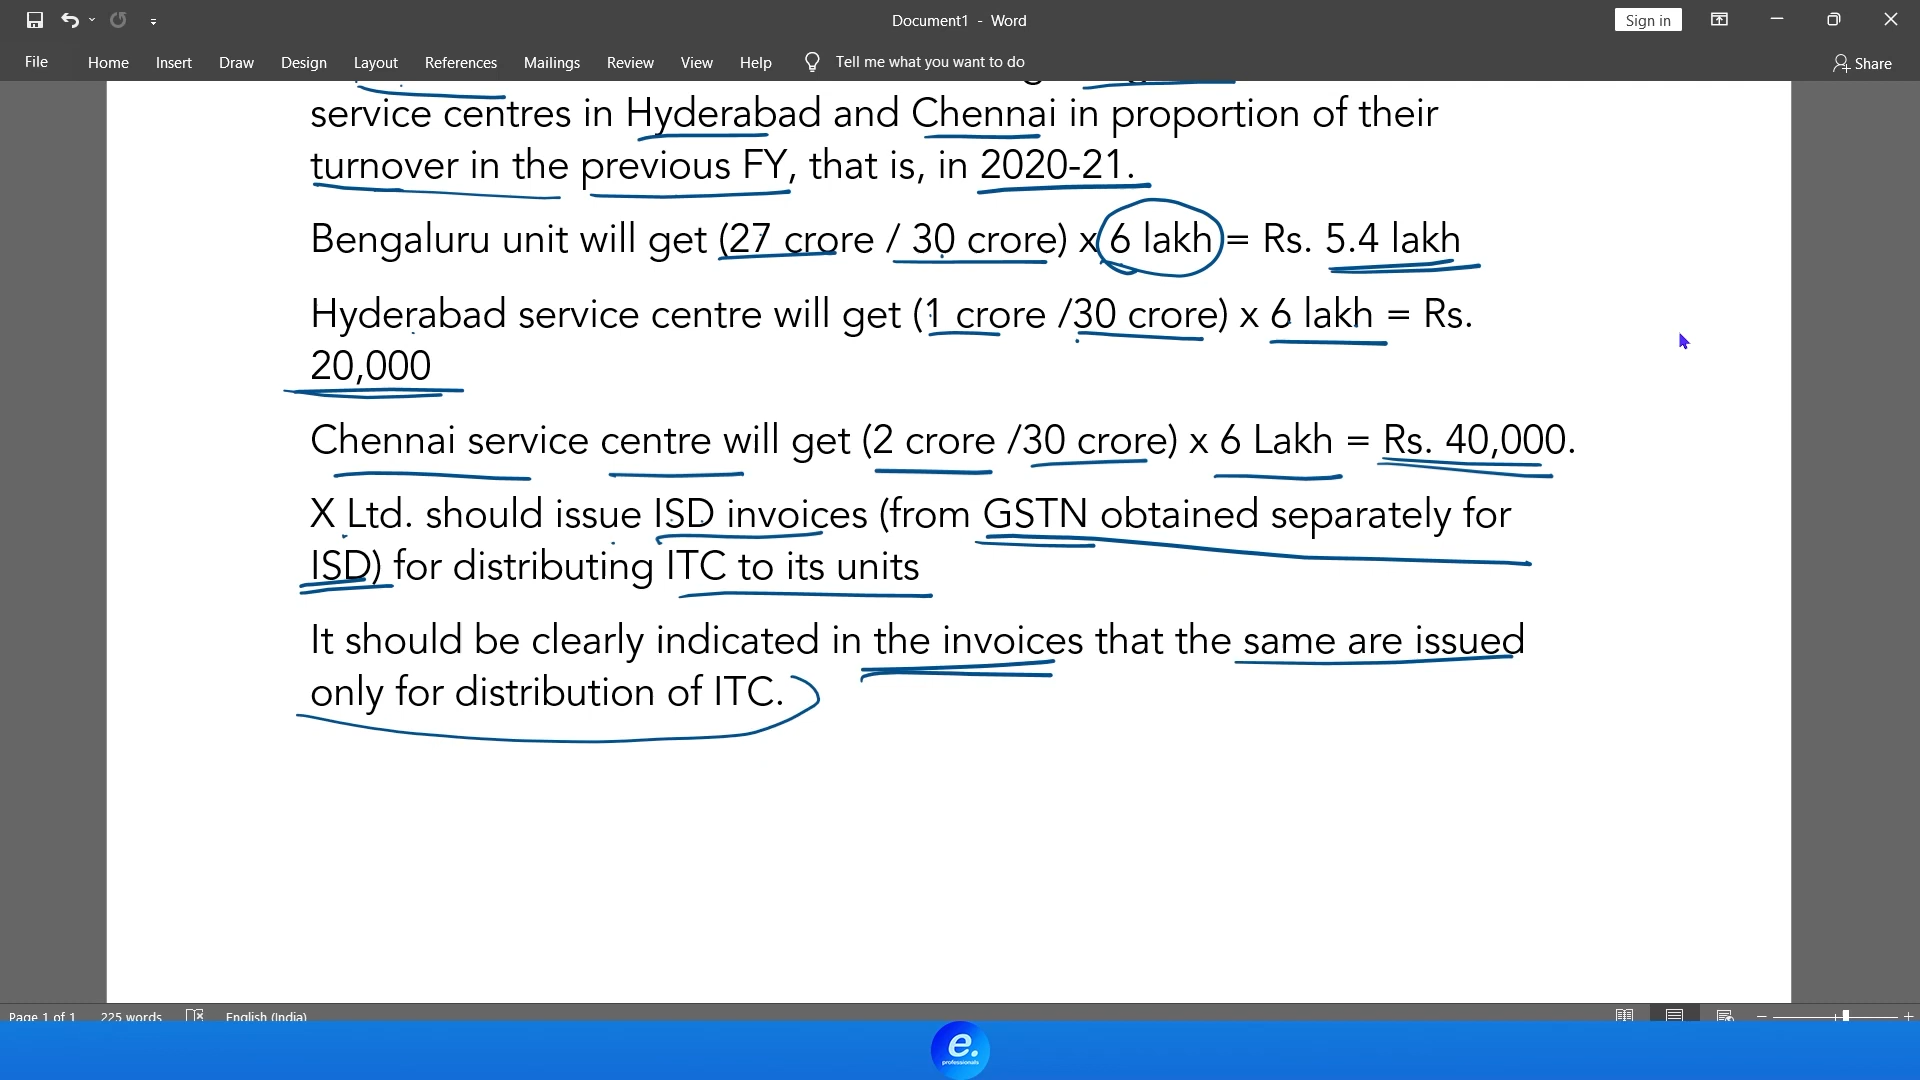 Document1 - Word
Sign in
File Home Insert Draw Design Layout References Mailings Review View Help Tell me what you want to do
Share
service centres in Hyderabad and Chennai in proportion of their
turnover in the previous FY, that is, in 2020-21.
Bengaluru unit will get (27 crore / 30 crore) x 6 lakh = Rs. 5.4 lakh
Hyderabad service centre will get (1 crore /30 crore) x 6 lakh = Rs.
20,000
Chennai service centre will get (2 crore /30 crore) x 6 Lakh = Rs. 40,000.
X Ltd. should issue ISD invoices (from GSTN obtained separately for
ISD) for distributing ITC to its units
It should be clearly indicated in the invoices that the same are issued
only for distribution of ITC.
Page 1 of 1 225 words English (India)
e.
professionals